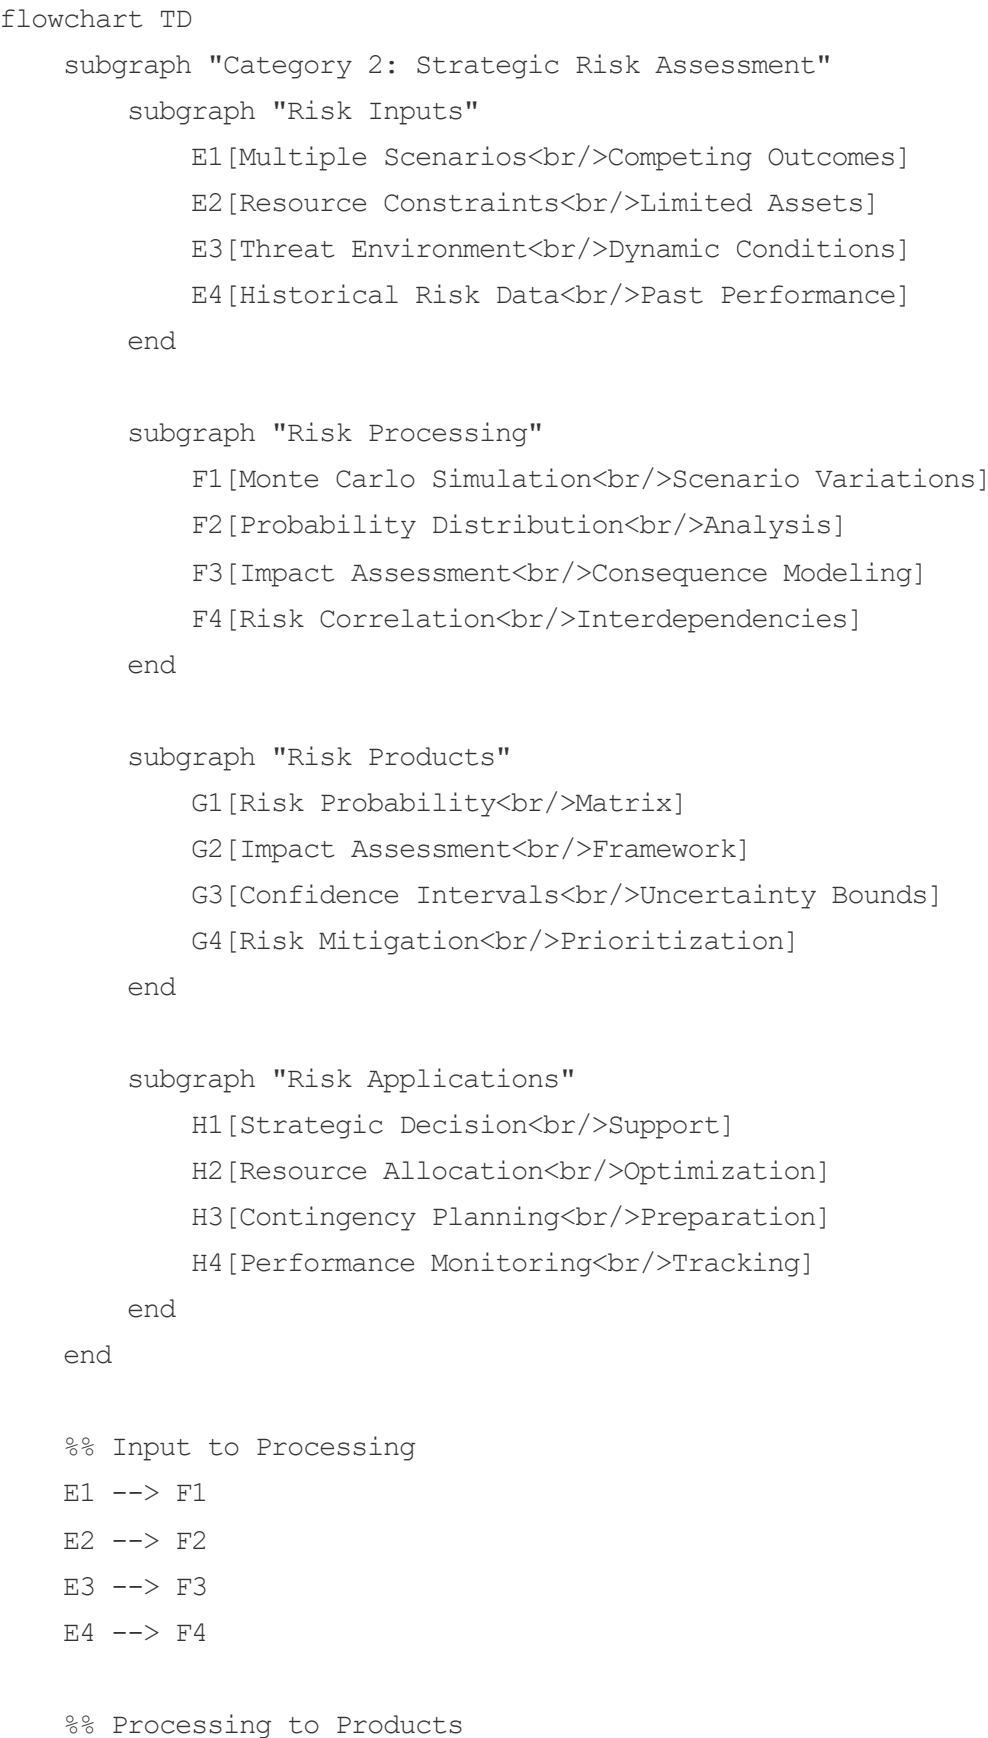 flowchart TD
    subgraph "Category 2: Strategic Risk Assessment"
        subgraph "Risk Inputs"
            E1[Multiple Scenarios<br/>Competing Outcomes]
            E2[Resource Constraints<br/>Limited Assets]
            E3[Threat Environment<br/>Dynamic Conditions]
            E4[Historical Risk Data<br/>Past Performance]
        end

        subgraph "Risk Processing"
            F1[Monte Carlo Simulation<br/>Scenario Variations]
            F2[Probability Distribution<br/>Analysis]
            F3[Impact Assessment<br/>Consequence Modeling]
            F4[Risk Correlation<br/>Interdependencies]
        end

        subgraph "Risk Products"
            G1[Risk Probability<br/>Matrix]
            G2[Impact Assessment<br/>Framework]
            G3[Confidence Intervals<br/>Uncertainty Bounds]
            G4[Risk Mitigation<br/>Prioritization]
        end

        subgraph "Risk Applications"
            H1[Strategic Decision<br/>Support]
            H2[Resource Allocation<br/>Optimization]
            H3[Contingency Planning<br/>Preparation]
            H4[Performance Monitoring<br/>Tracking]
        end
    end

    %% Input to Processing
    E1 --> F1
    E2 --> F2
    E3 --> F3
    E4 --> F4

    %% Processing to Products